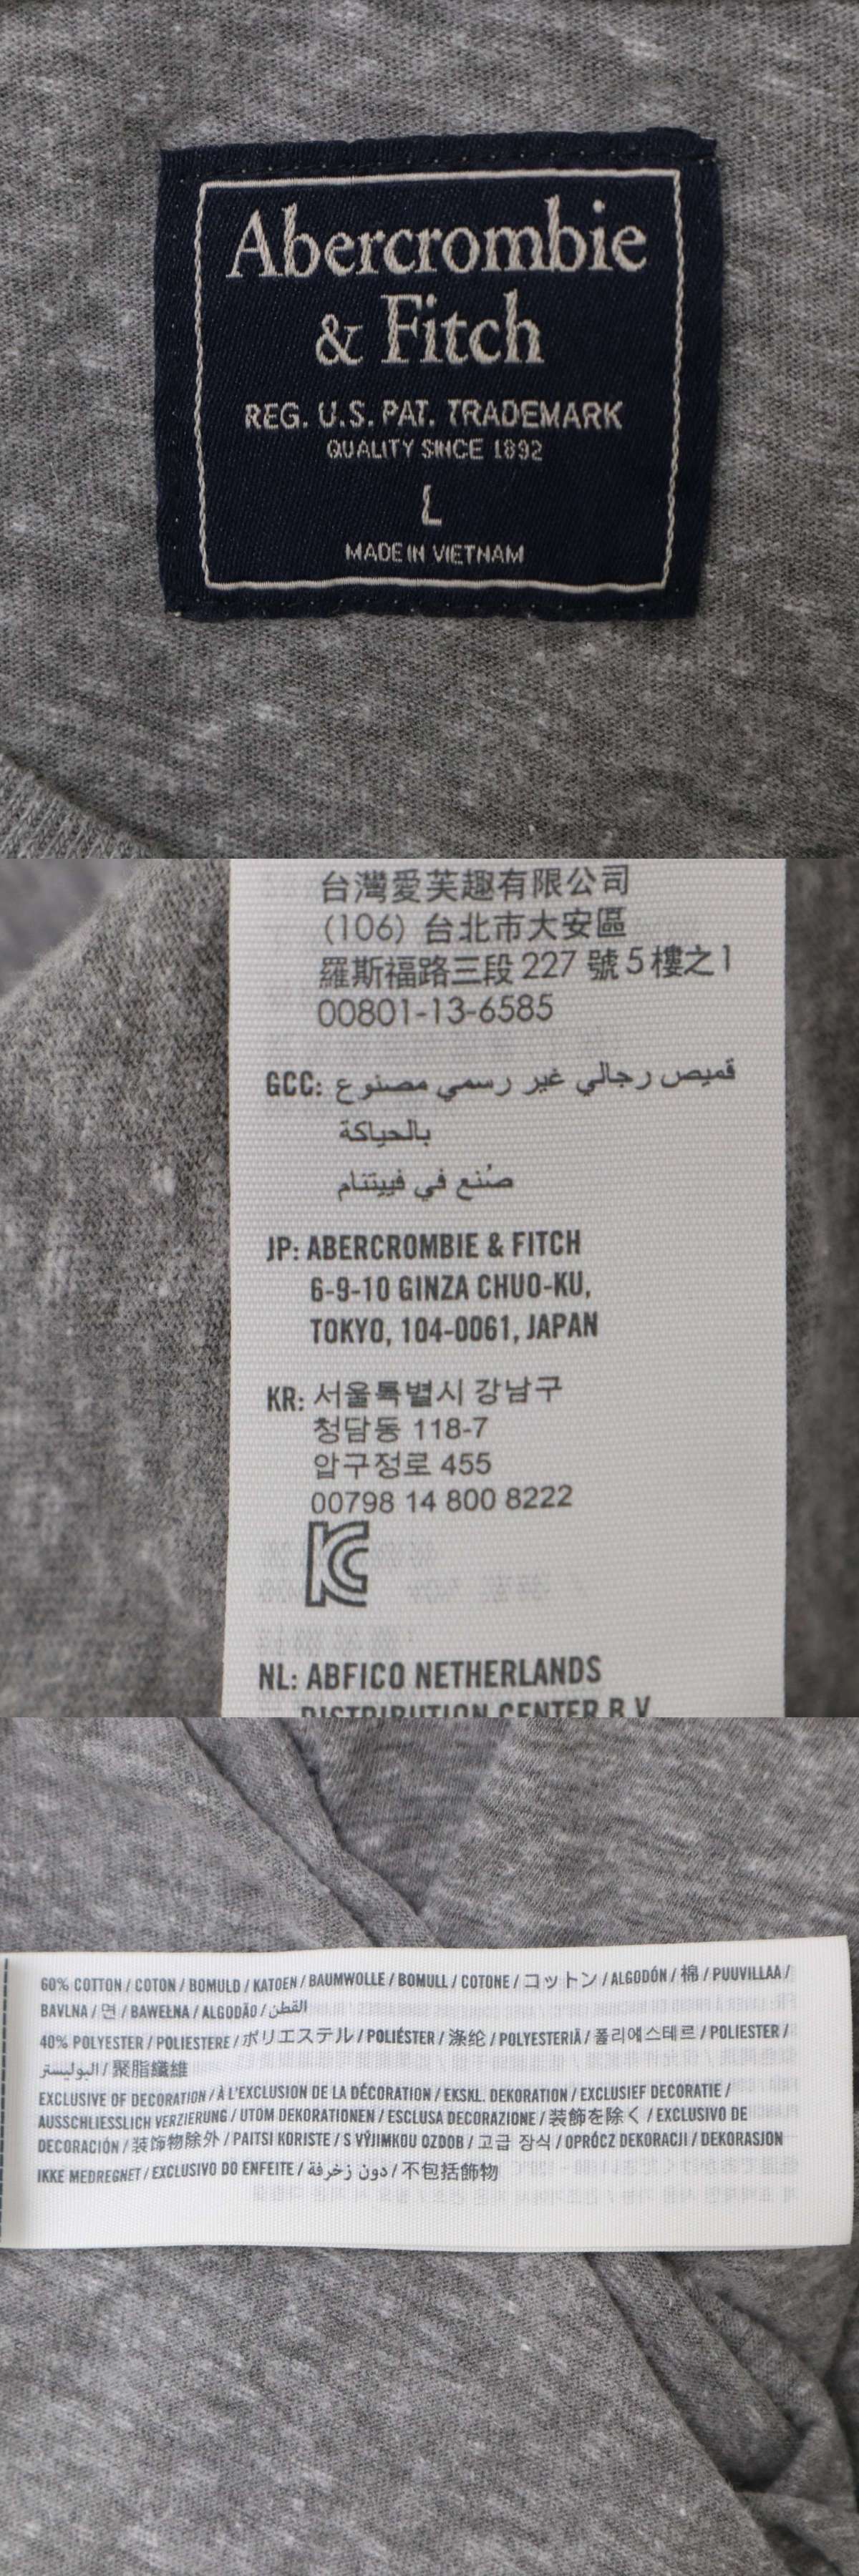 Abercrombie
& Fitch
REG. U.S. PAT. TRADEMARK
QUALITY SINCE 1892
L
MADE IN VIETNAM
台灣愛芙趣有限公司
(106) 台北市大安區
羅斯福路三段 227 號 5 樓之 1
00801-13-6585
GCC: قميص رجالي غير رسمي مصنوع
بالحياكة
صُنع في فييتنام
JP: ABERCROMBIE & FITCH
6-9-10 GINZA CHUO-KU,
TOKYO, 104-0061, JAPAN
KR: 서울특별시 강남구
청담동 118-7
압구정로 455
00798 14 800 8222
KC
NL: ABFICO NETHERLANDS
DISTRIBUTION CENTER B.V.
60% COTTON / COTON / BOMULD / KATOEN / BAUMWOLLE / BOMULL / COTONE / コットン / ALGODÓN / 棉 / PUUVILLAA /
BAVLNA / 면 / BAWEŁNA / ALGODÃO / القطن
40% POLYESTER / POLIESTERE / ポリエステル / POLIÉSTER / 涤纶 / POLYESTERIÄ / 폴리에스테르 / POLIESTER /
البوليستر / 聚脂纖維
EXCLUSIVE OF DECORATION / À L'EXCLUSION DE LA DÉCORATION / EKSKL. DEKORATION / EXCLUSIEF DECORATIE /
AUSSCHLIESSLICH VERZIERUNG / UTOM DEKORATIONEN / ESCLUSA DECORAZIONE / 装飾を除く / EXCLUSIVO DE
DECORACIÓN / 装饰物除外 / PAITSI KORISTE / S VÝJIMKOU OZDOB / 고급 장식 / OPRÓCZ DEKORACJI / DEKORASJON
IKKE MEDREGNET / EXCLUSIVO DO ENFEITE / دون زخرفة / 不包括飾物